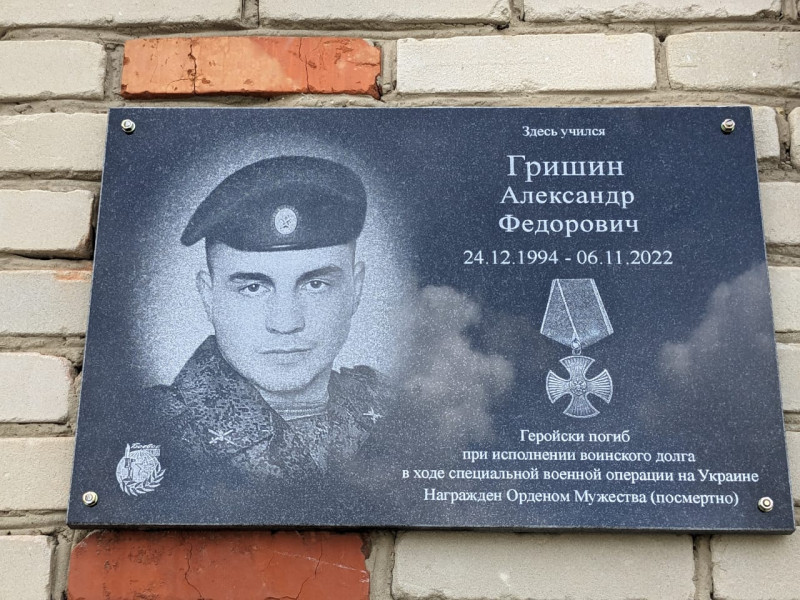 Здесь учился
Гришин
Александр
Федорович
24.12.1994 - 06.11.2022
Геройски погиб
при исполнении воинского долга
в ходе специальной военной операции на Украине
Награжден Орденом Мужества (посмертно)